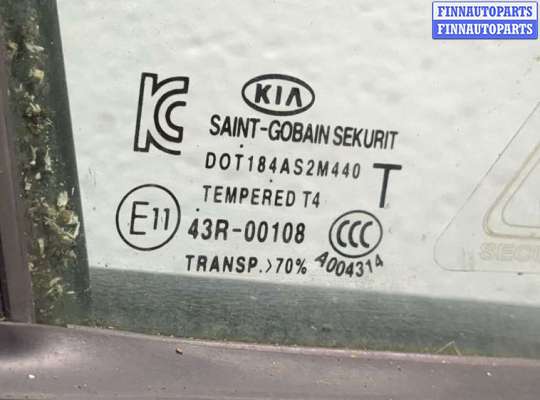 FINNAUTOPARTS
FINNAUTOPARTS
KC
KIA
SAINT-GOBAIN SEKURIT
DOT184AS2M440 T
TEMPERED T4
E11 43R-00108 CCC
TRANSP.>70% A004314